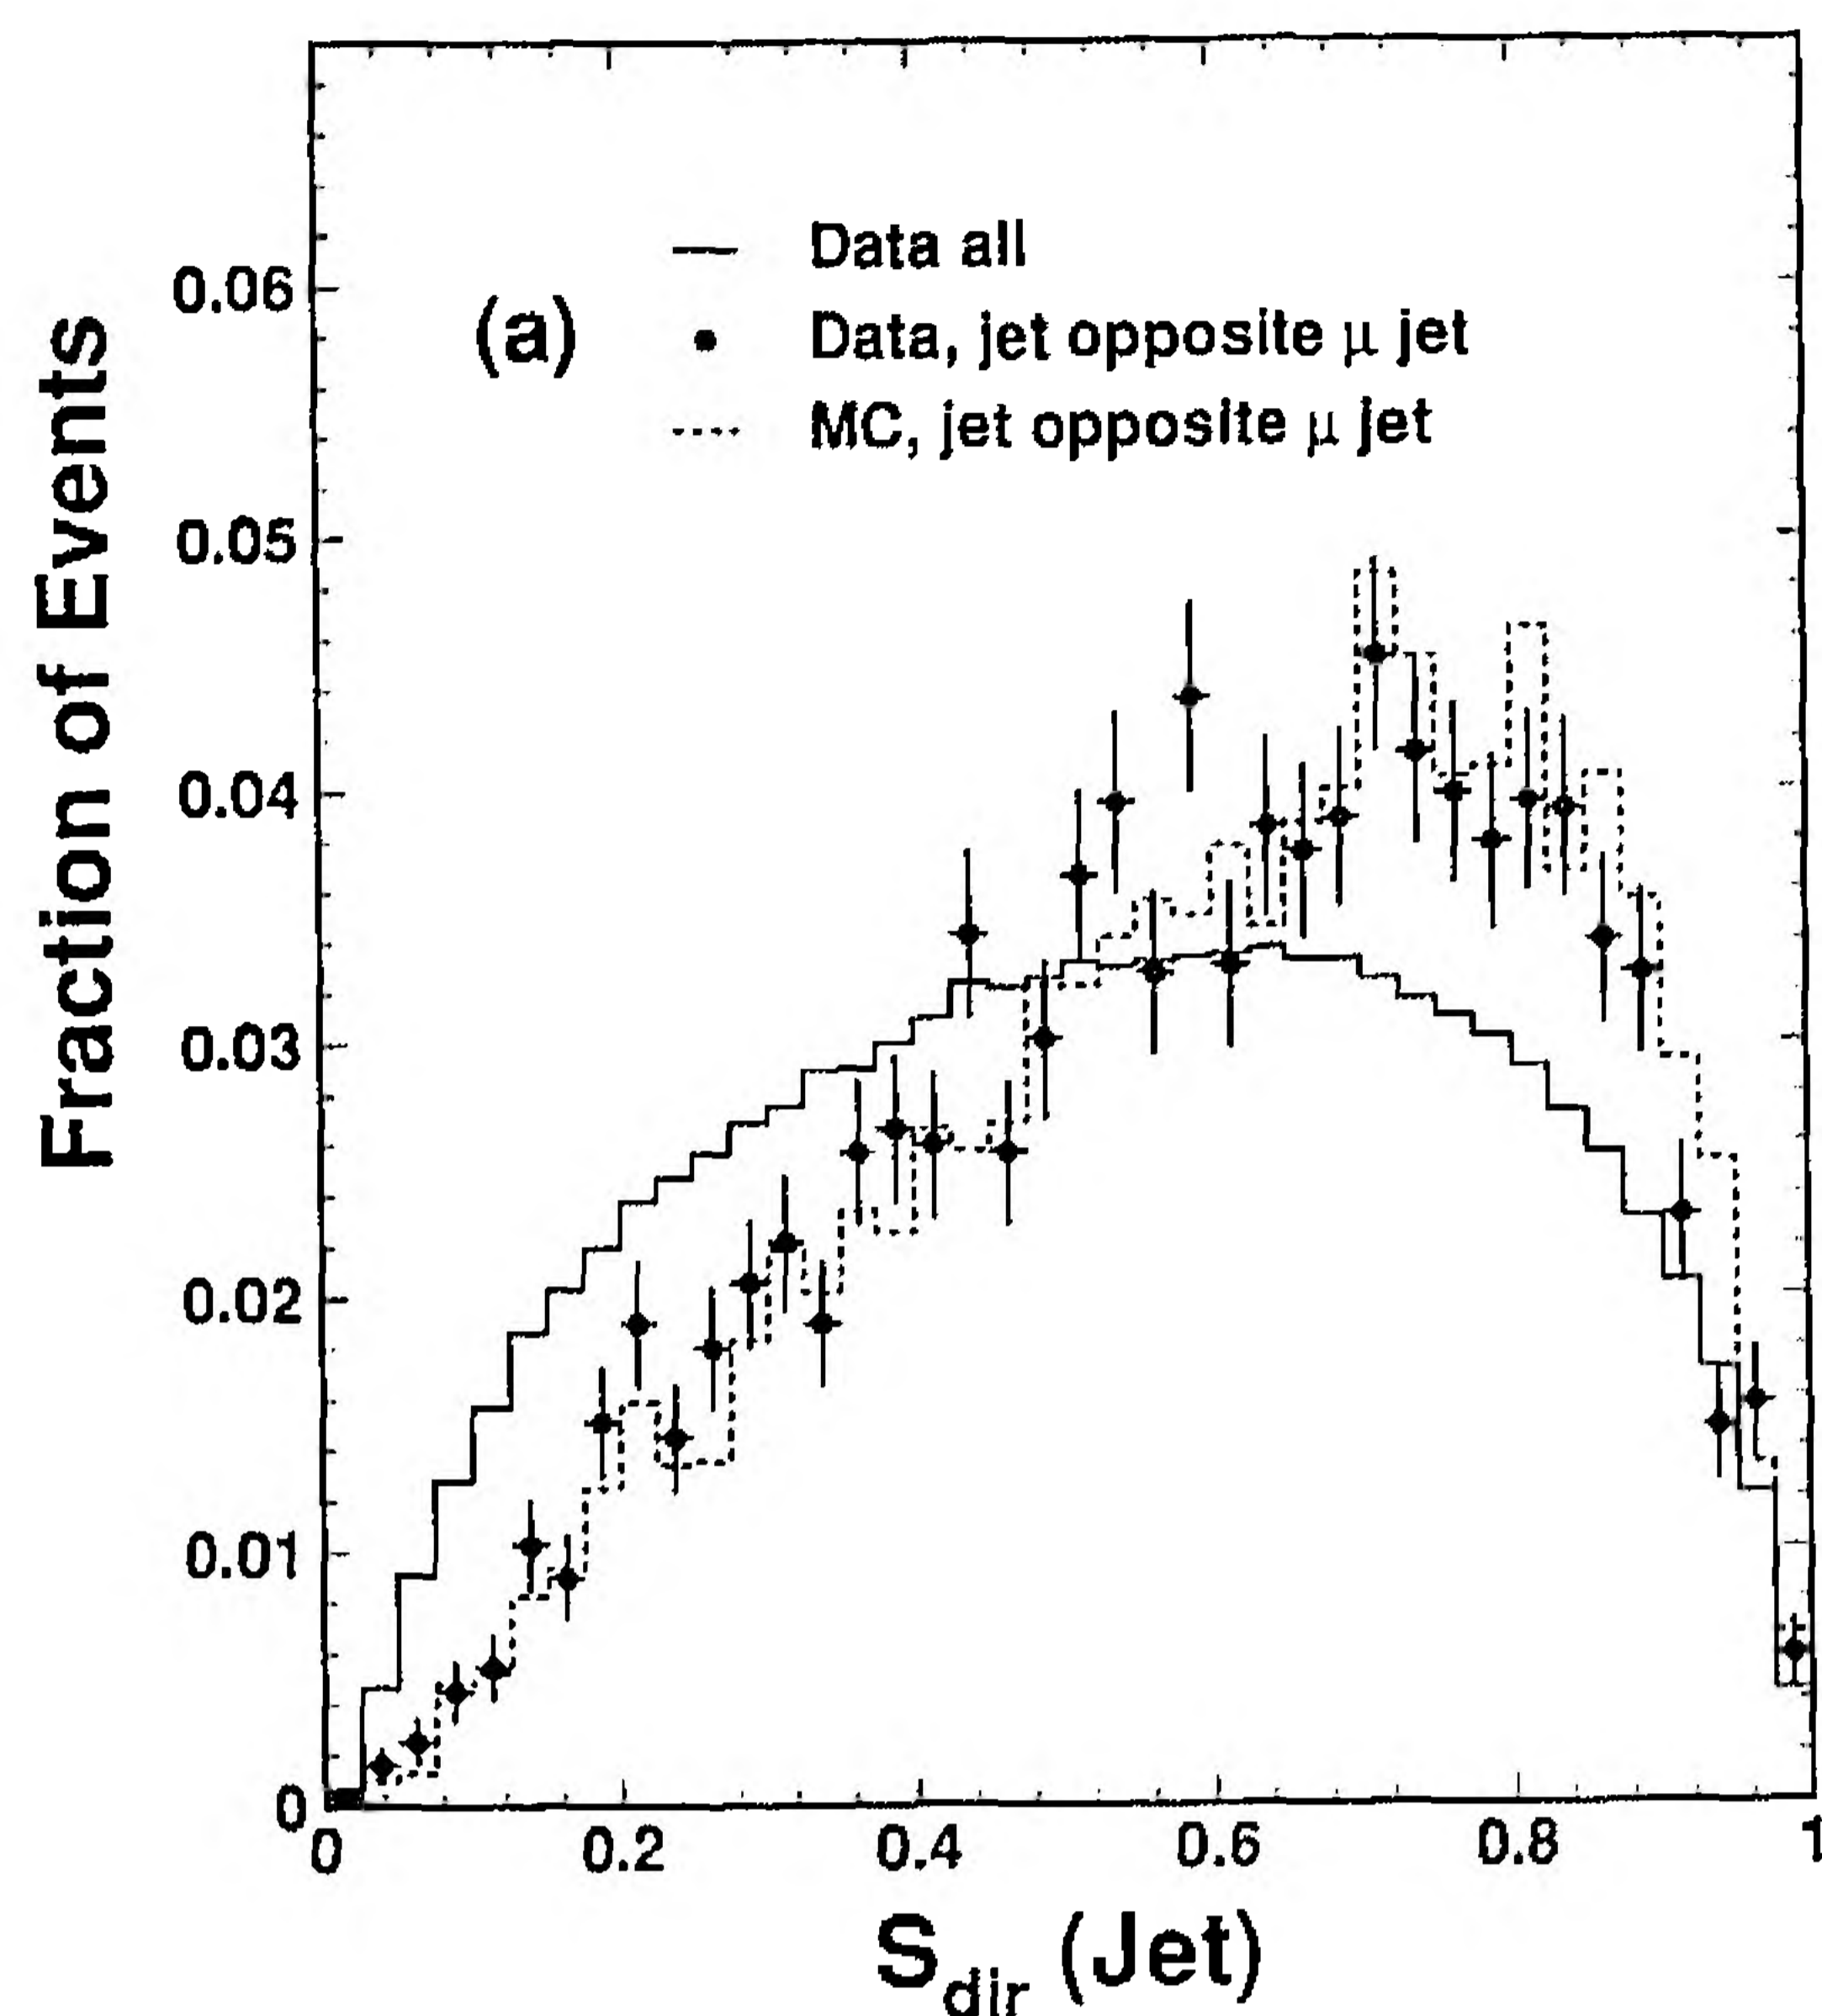 Data all
(a)
Data, jet opposite μ jet
MC, jet opposite μ jet
Fraction of Events
0.06
0.05
0.04
0.03
0.02
0.01
0
0 0.2 0.4 0.6 0.8 1
S_dir (Jet)